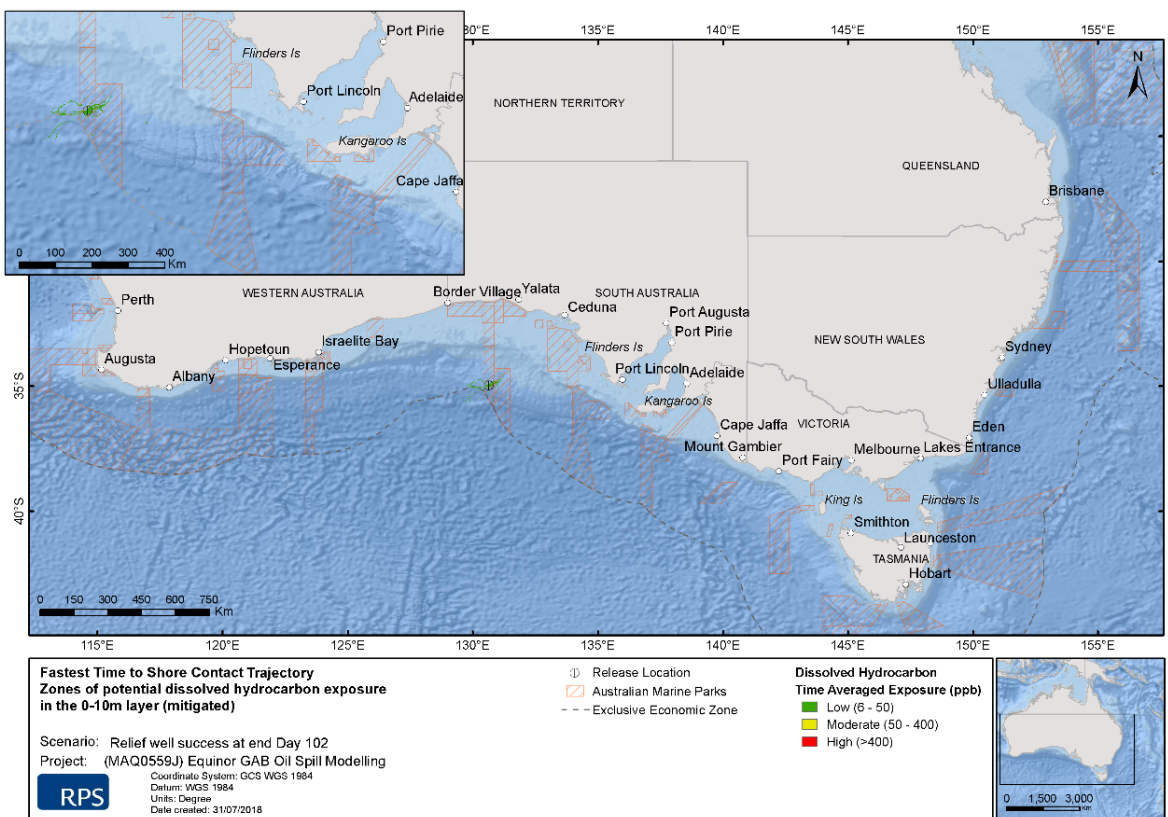 Port Pirie
Flinders Is
Port Lincoln
Adelaide
Kangaroo Is
Cape Jaffa
0 100 200 300 400
Km
130°E
135°E
140°E
145°E
150°E
155°E
N
NORTHERN TERRITORY
QUEENSLAND
Brisbane
Perth
WESTERN AUSTRALIA
Border Village
Yalata
SOUTH AUSTRALIA
Ceduna
Port Augusta
Port Pirie
NEW SOUTH WALES
Augusta
Hopetoun
Israelite Bay
Esperance
Albany
Flinders Is
Port Lincoln
Adelaide
Kangaroo Is
Sydney
Ulladulla
35°S
35°S
Cape Jaffa
VICTORIA
Eden
Mount Gambier
Port Fairy
Melbourne
Lakes Entrance
King Is
Flinders Is
40°S
40°S
Smithton
Launceston
TASMANIA
Hobart
0 150 300 450 600 750
Km
115°E
120°E
125°E
130°E
135°E
140°E
145°E
150°E
155°E
Fastest Time to Shore Contact Trajectory
Zones of potential dissolved hydrocarbon exposure
in the 0-10m layer (mitigated)
Scenario: Relief well success at end Day 102
Project: (MAQ0559J) Equinor GAB Oil Spill Modelling
RPS
Coordinate System: GCS WGS 1984
Datum: WGS 1984
Units: Degree
Date created: 31/07/2018
Release Location
Australian Marine Parks
Exclusive Economic Zone
Dissolved Hydrocarbon
Time Averaged Exposure (ppb)
Low (6 - 50)
Moderate (50 - 400)
High (>400)
0 1,500 3,000
Km